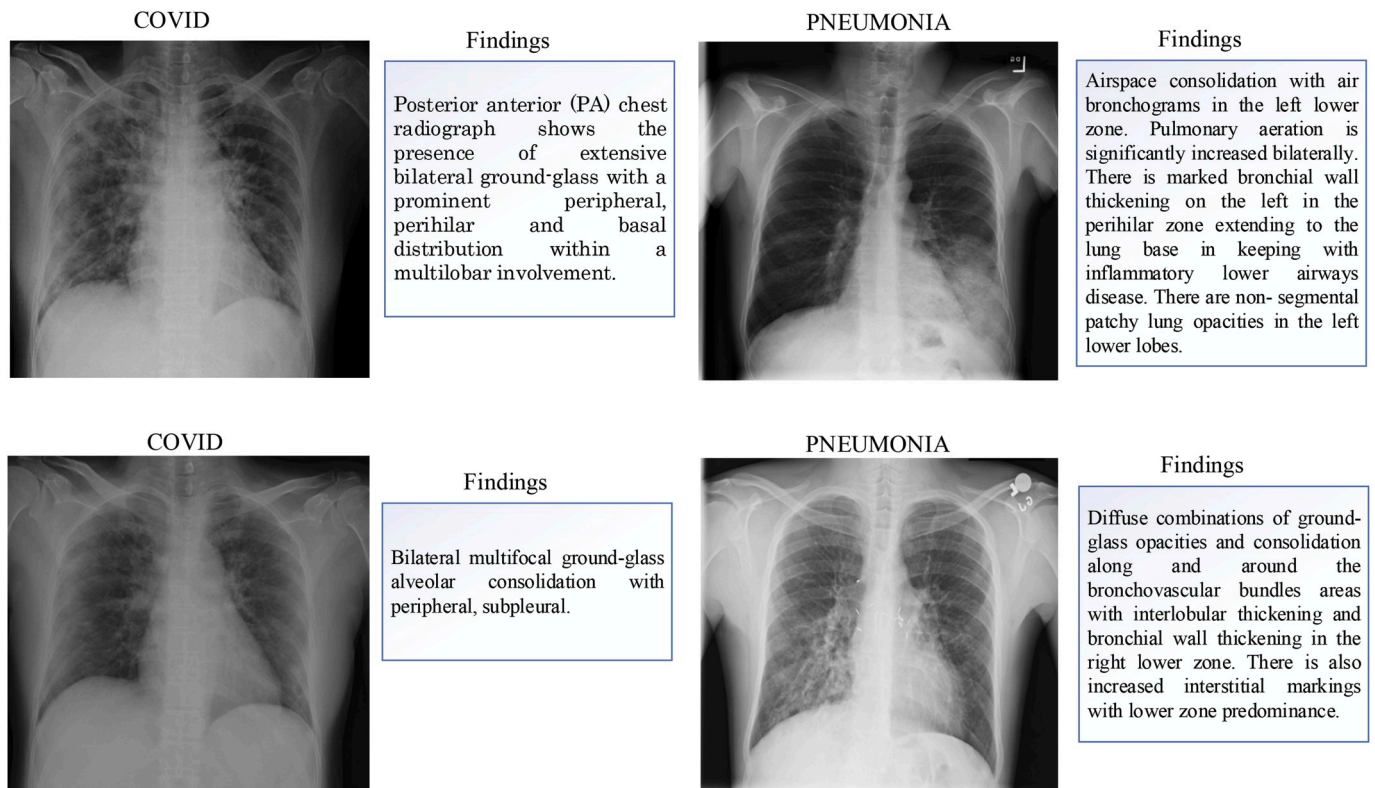 COVID
Findings
Posterior anterior (PA) chest
radiograph shows the
presence of extensive
bilateral ground-glass with a
prominent peripheral,
perihilar and basal
distribution within a
multilobar involvement.
PNEUMONIA
Findings
Airspace consolidation with air
bronchograms in the left lower
zone. Pulmonary aeration is
significantly increased bilaterally.
There is marked bronchial wall
thickening on the left in the
perihilar zone extending to the
lung base in keeping with
inflammatory lower airways
disease. There are non- segmental
patchy lung opacities in the left
lower lobes.
COVID
Findings
Bilateral multifocal ground-glass
alveolar consolidation with
peripheral, subpleural.
PNEUMONIA
Findings
Diffuse combinations of ground-
glass opacities and consolidation
along and around the
bronchovascular bundles areas
with interlobular thickening and
bronchial wall thickening in the
right lower zone. There is also
increased interstitial markings
with lower zone predominance.